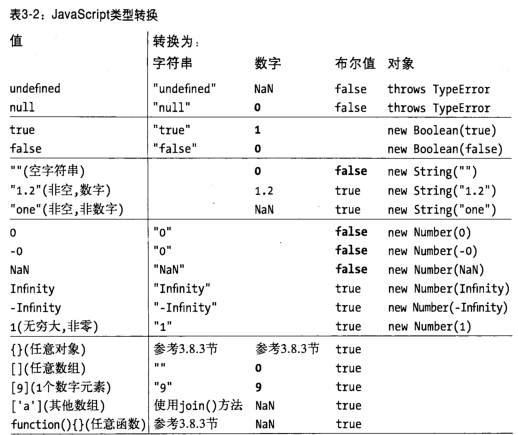 表3-2：JavaScript类型转换
值 转换为：
字符串 数字 布尔值 对象
undefined "undefined" NaN false throws TypeError
null "null" 0 false throws TypeError
true "true" 1 new Boolean(true)
false "false" 0 new Boolean(false)
""(空字符串) 0 false new String("")
"1.2"(非空,数字) 1.2 true new String("1.2")
"one"(非空,非数字) NaN true new String("one")
0 "0" false new Number(0)
-0 "0" false new Number(-0)
NaN "NaN" false new Number(NaN)
Infinity "Infinity" true new Number(Infinity)
-Infinity "-Infinity" true new Number(-Infinity)
1(无穷大,非零) "1" true new Number(1)
{}(任意对象) 参考3.8.3节 参考3.8.3节 true
[](任意数组) "" 0 true
[9](1个数字元素) "9" 9 true
['a'](其他数组) 使用join()方法 NaN true
function(){}(任意函数) 参考3.8.3节 NaN true